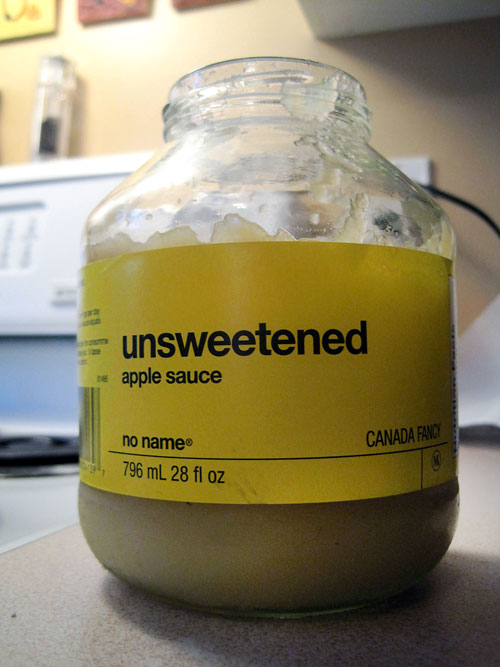 unsweetened
apple sauce
no name®
CANADA FANCY
796 mL 28 fl oz